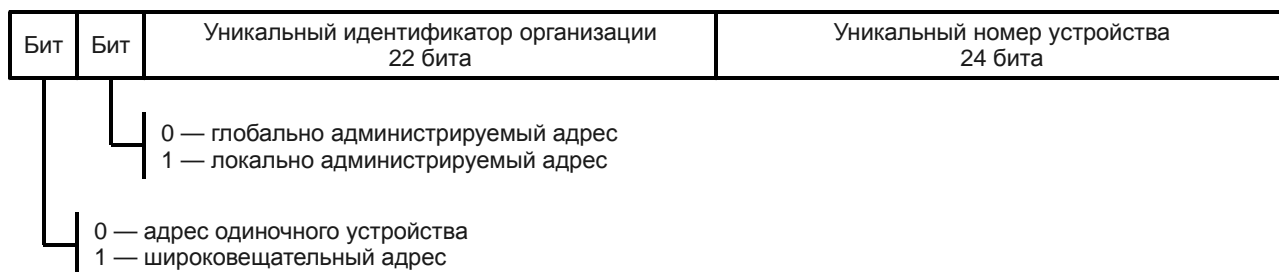 Бит Бит Уникальный идентификатор организации Уникальный номер устройства
22 бита 24 бита
0 — глобально администрируемый адрес
1 — локально администрируемый адрес
0 — адрес одиночного устройства
1 — широковещательный адрес